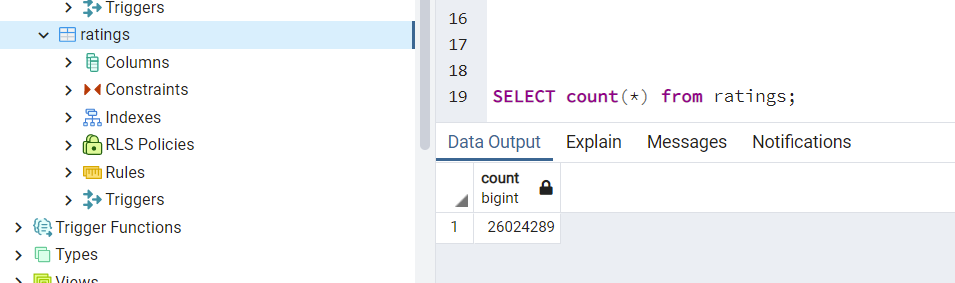 Triggers
ratings
Columns
Constraints
Indexes
RLS Policies
Rules
Triggers
Trigger Functions
Types
Views
16
17
18
19 SELECT count(*) from ratings;
Data Output Explain Messages Notifications
count
bigint
1 26024289